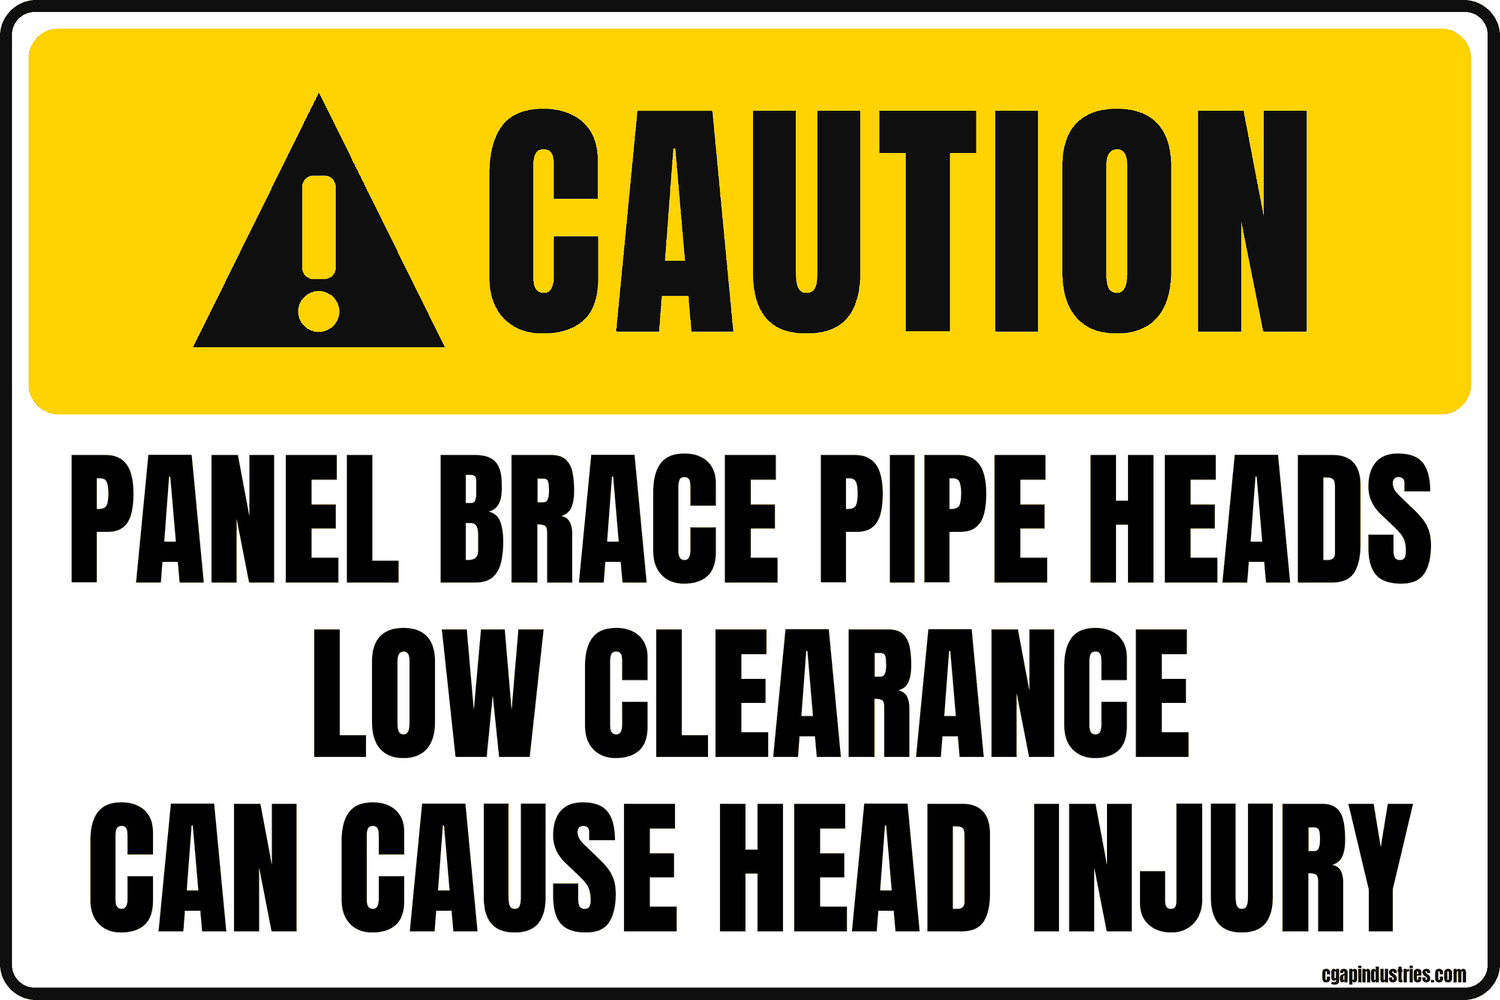 CAUTION
PANEL BRACE PIPE HEADS
LOW CLEARANCE
CAN CAUSE HEAD INJURY
cgapindustries.com